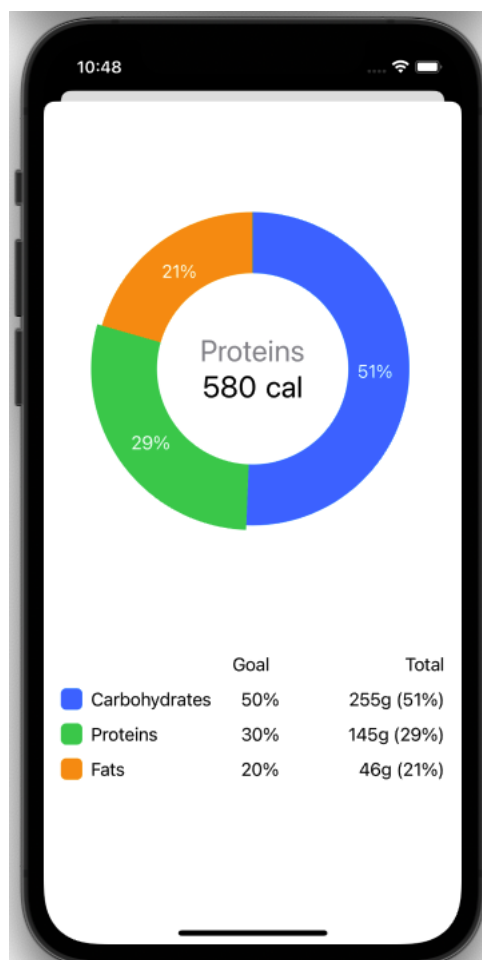 10:48
21%
Proteins
580 cal
51%
29%
Goal Total
Carbohydrates 50% 255g (51%)
Proteins 30% 145g (29%)
Fats 20% 46g (21%)